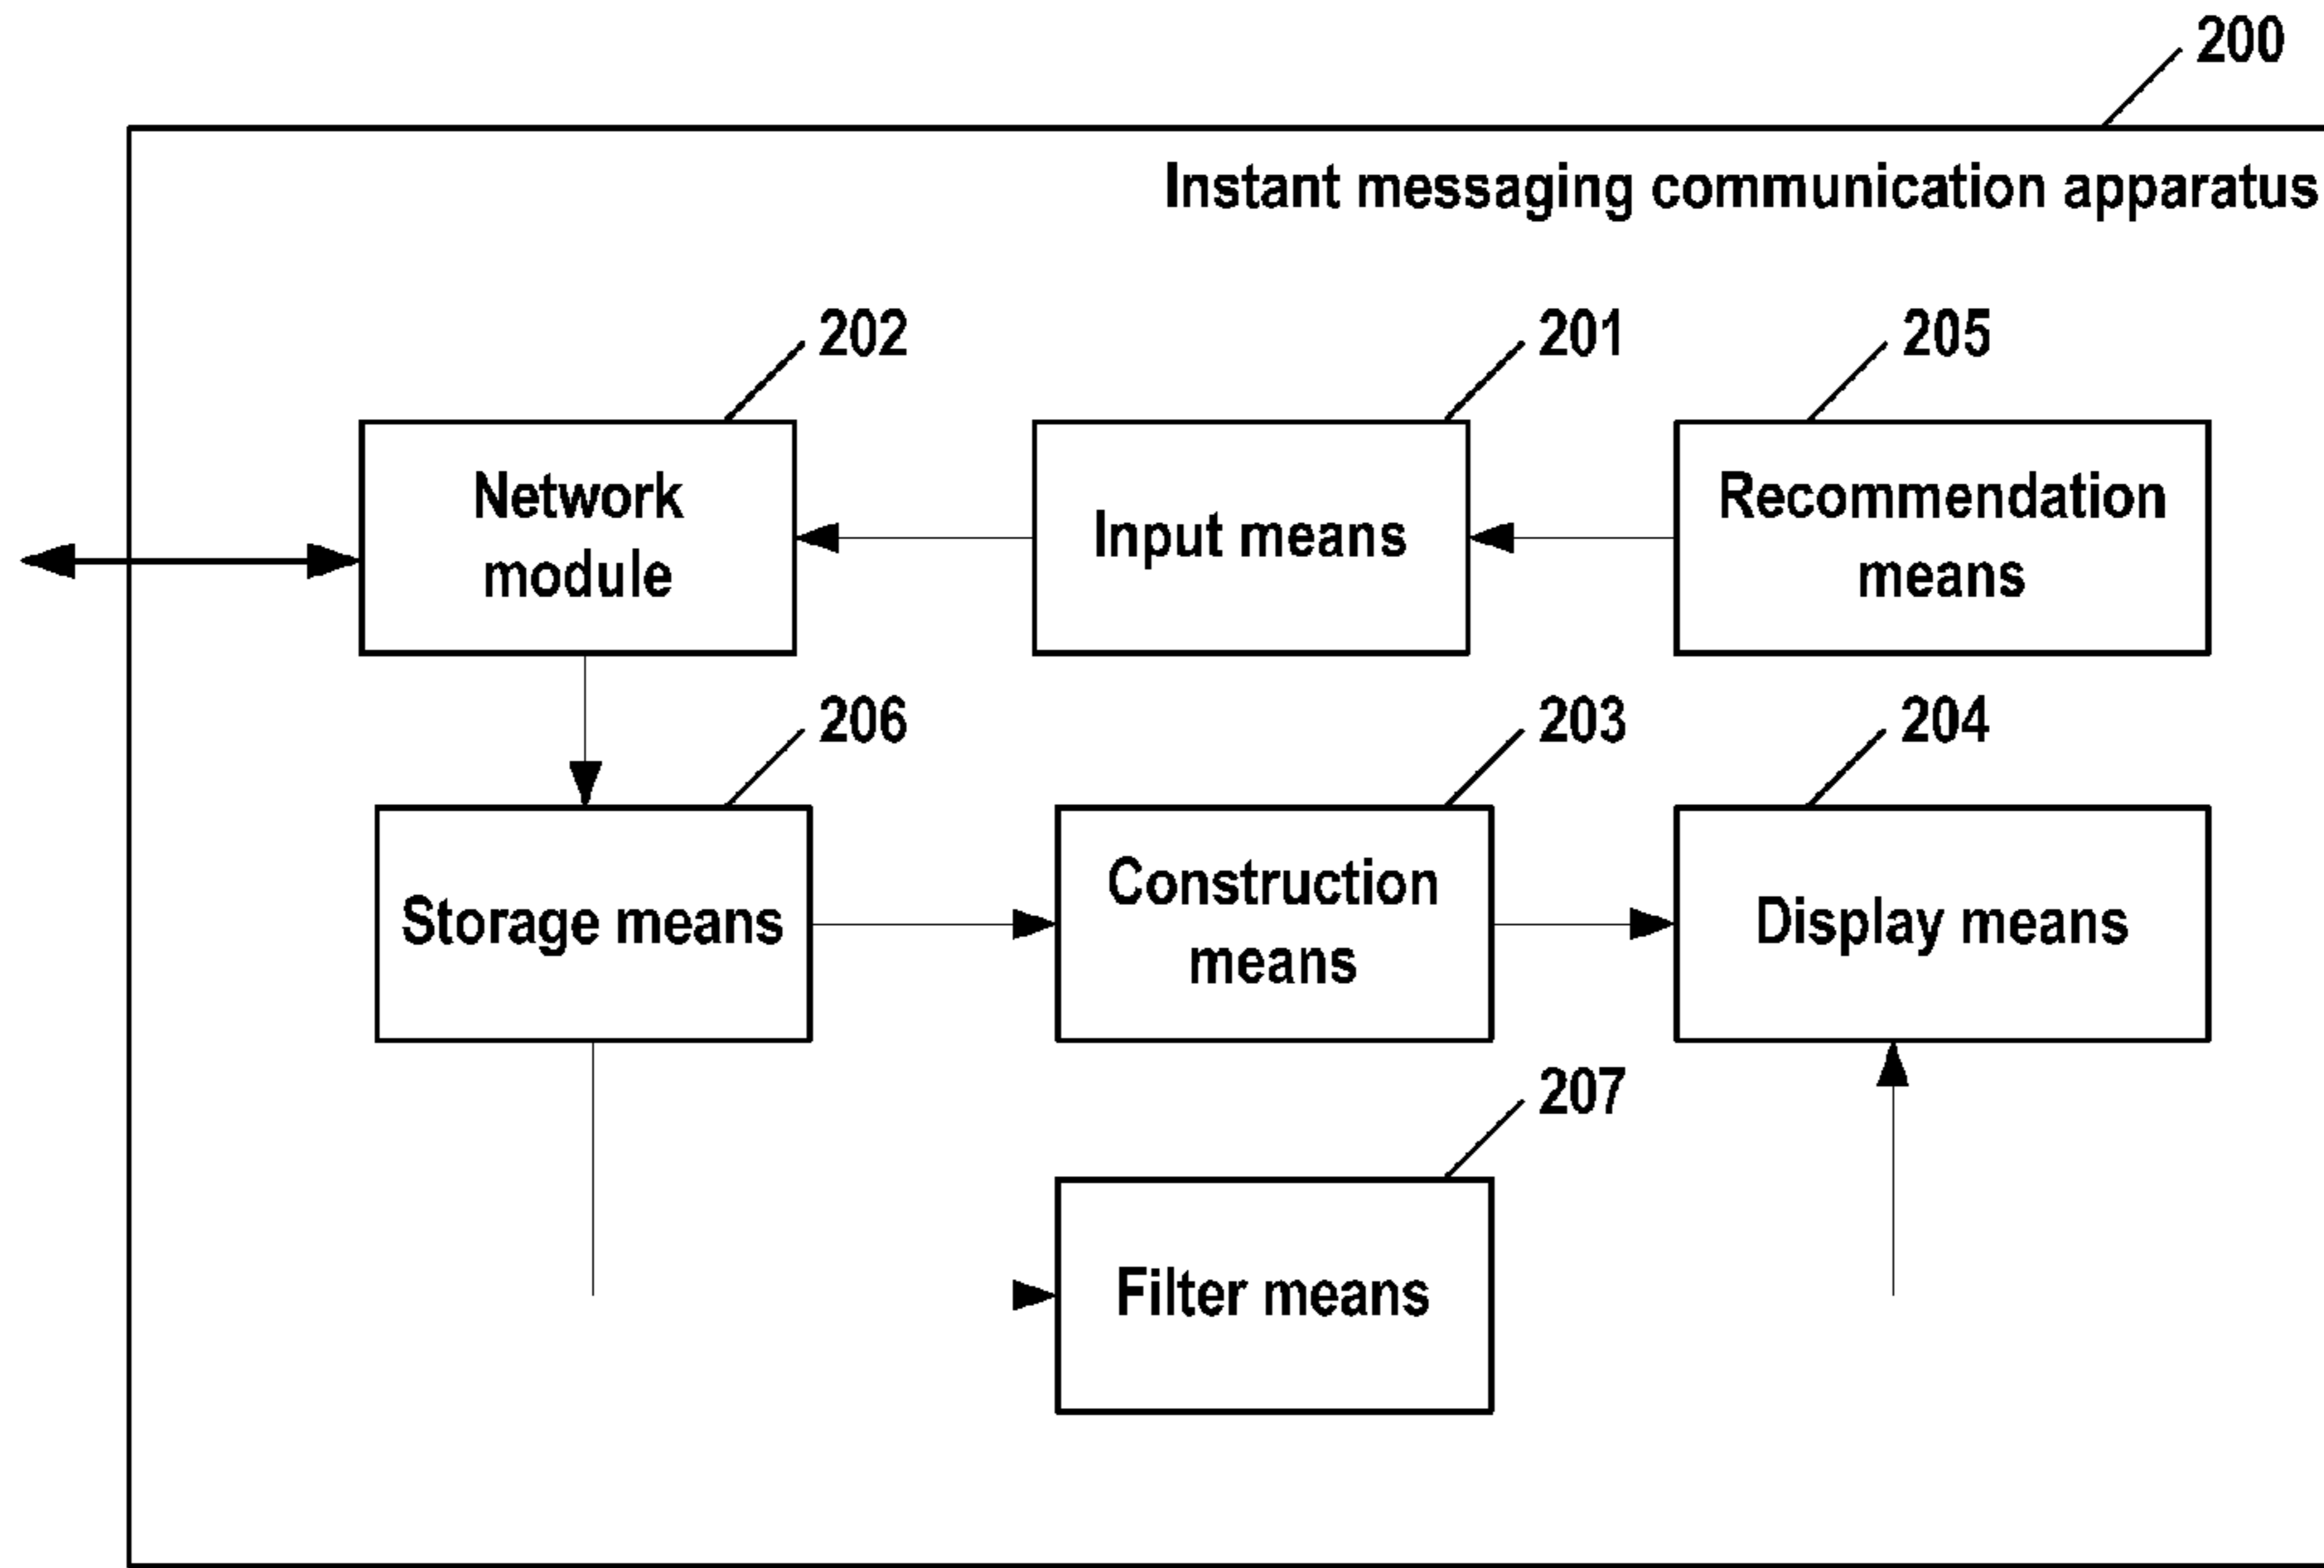 200
Instant messaging communication apparatus
202
201
205
Network
module
Input means
Recommendation
means
206
203
204
Storage means
Construction
means
Display means
207
Filter means